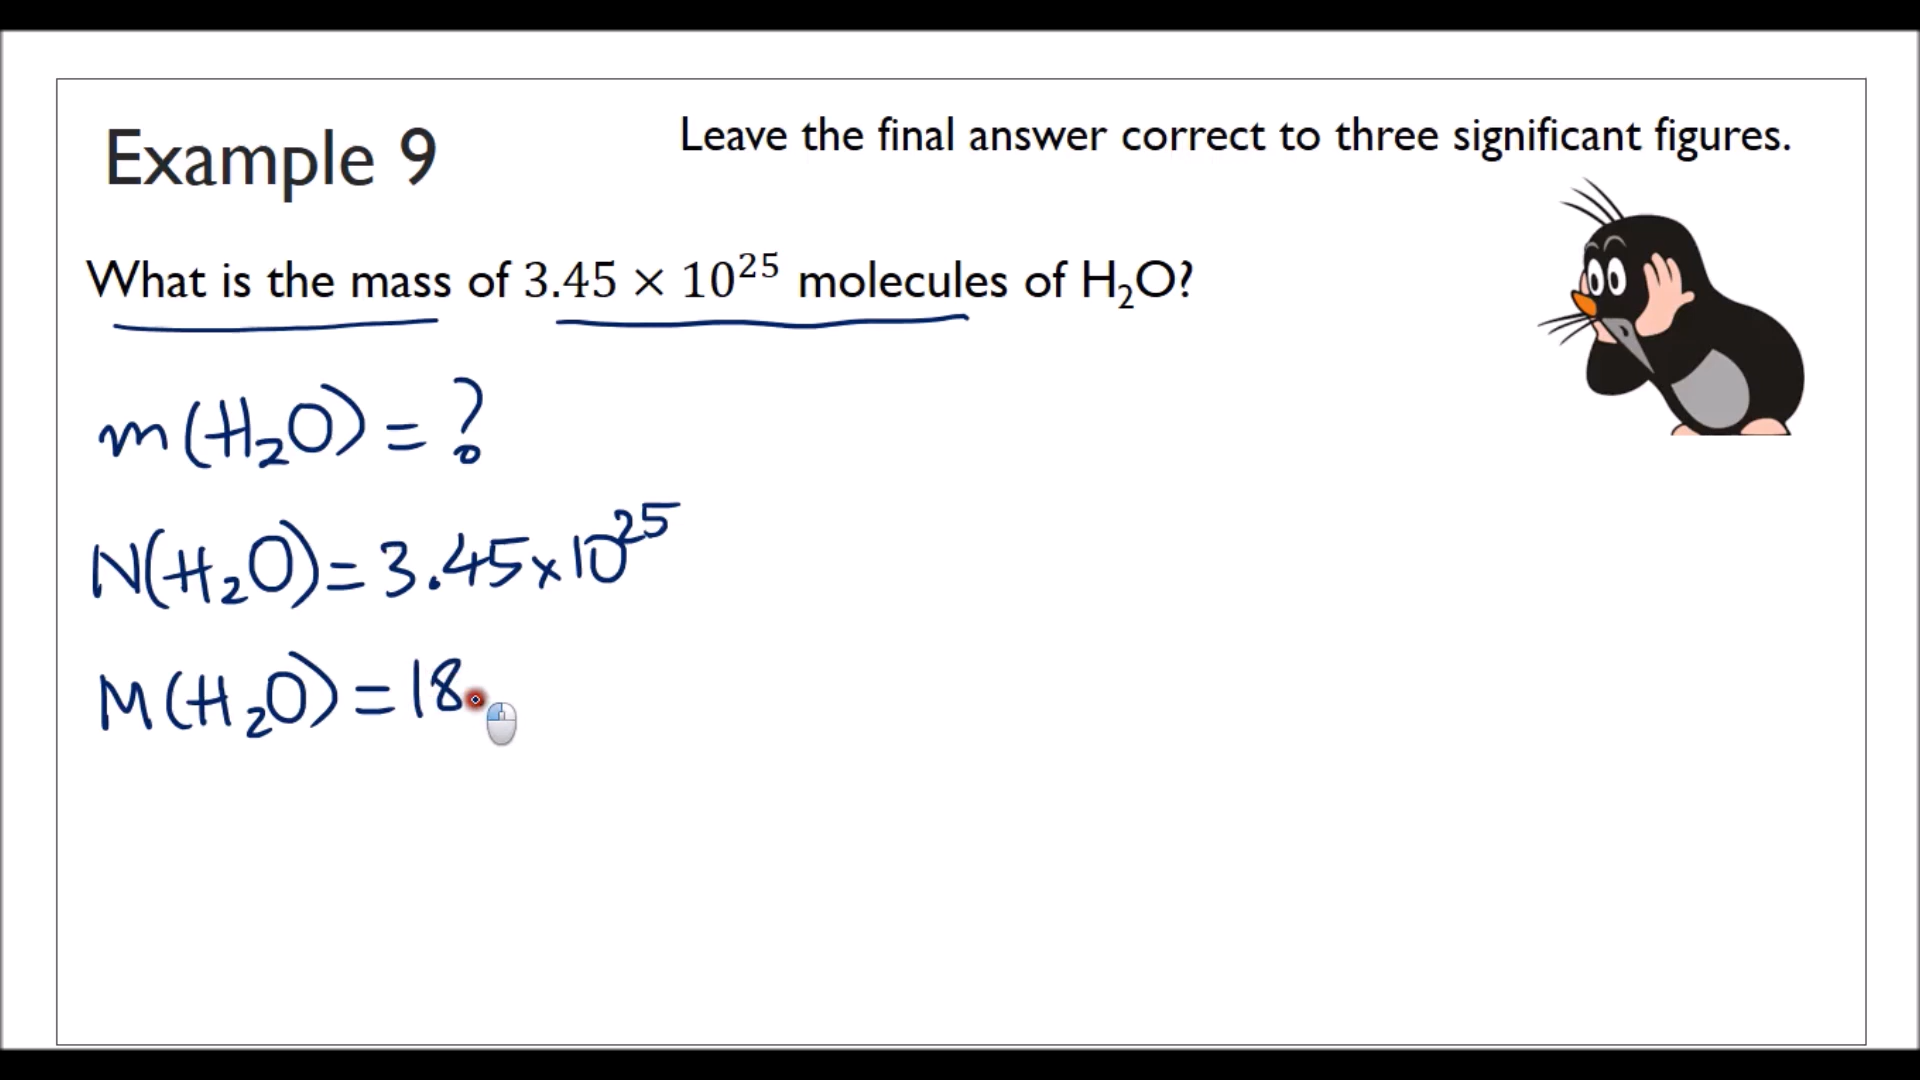 Example 9
Leave the final answer correct to three significant figures.
What is the mass of 3.45 × 10²⁵ molecules of H₂O?
m(H₂O) = ?
N(H₂O) = 3.45 x 10²⁵
M(H₂O) = 18